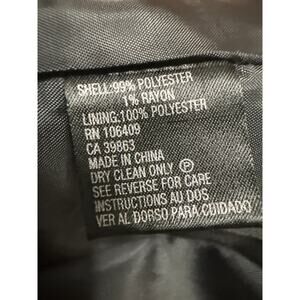 SHELL:99% POLYESTER
1% RAYON
LINING:100% POLYESTER
RN 106409
CA 39863
MADE IN CHINA
DRY CLEAN ONLY Ⓟ
SEE REVERSE FOR CARE
INSTRUCTIONS AU DOS
VER AL DORSO PARA CUIDADO